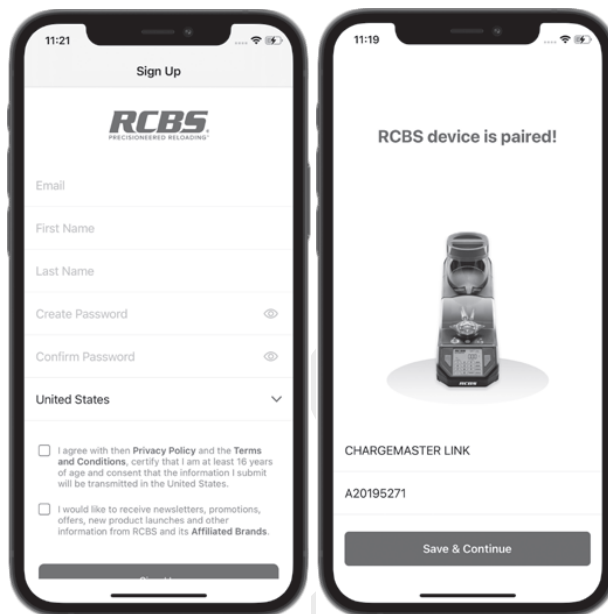 11:21
Sign Up
RCBS
PRECISIONEERED RELOADING
Email
First Name
Last Name
Create Password
Confirm Password
United States
I agree with then Privacy Policy and the Terms
and Conditions, certify that I am at least 16 years
of age and consent that the information I submit
will be transmitted in the United States.
I would like to receive newsletters, promotions,
offers, new product launches and other
information from RCBS and its Affiliated Brands.
11:19
RCBS device is paired!
RCBS
CHARGEMASTER LINK
A20195271
Save & Continue